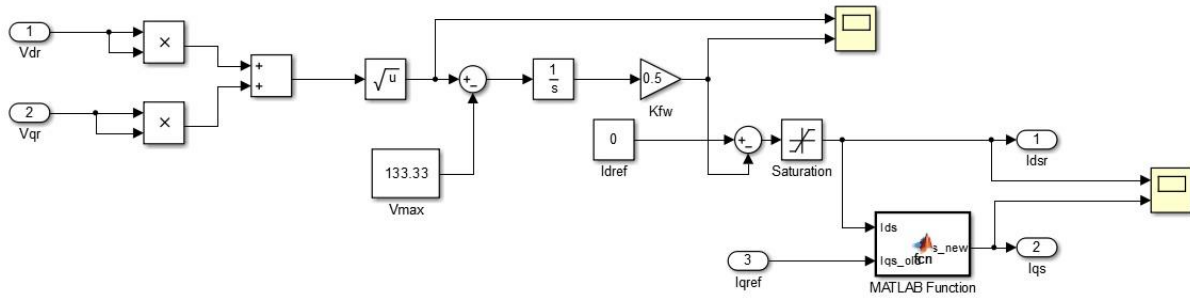 1
Vdr
×
+
+
√u
+
−
1
s
0.5
Kfw
2
Vqr
×
133.33
Vmax
0
Idref
+
−
Saturation
1
Idsr
3
Iqref
Ids
Iqs_old
s_new
fcn
MATLAB Function
2
Iqs